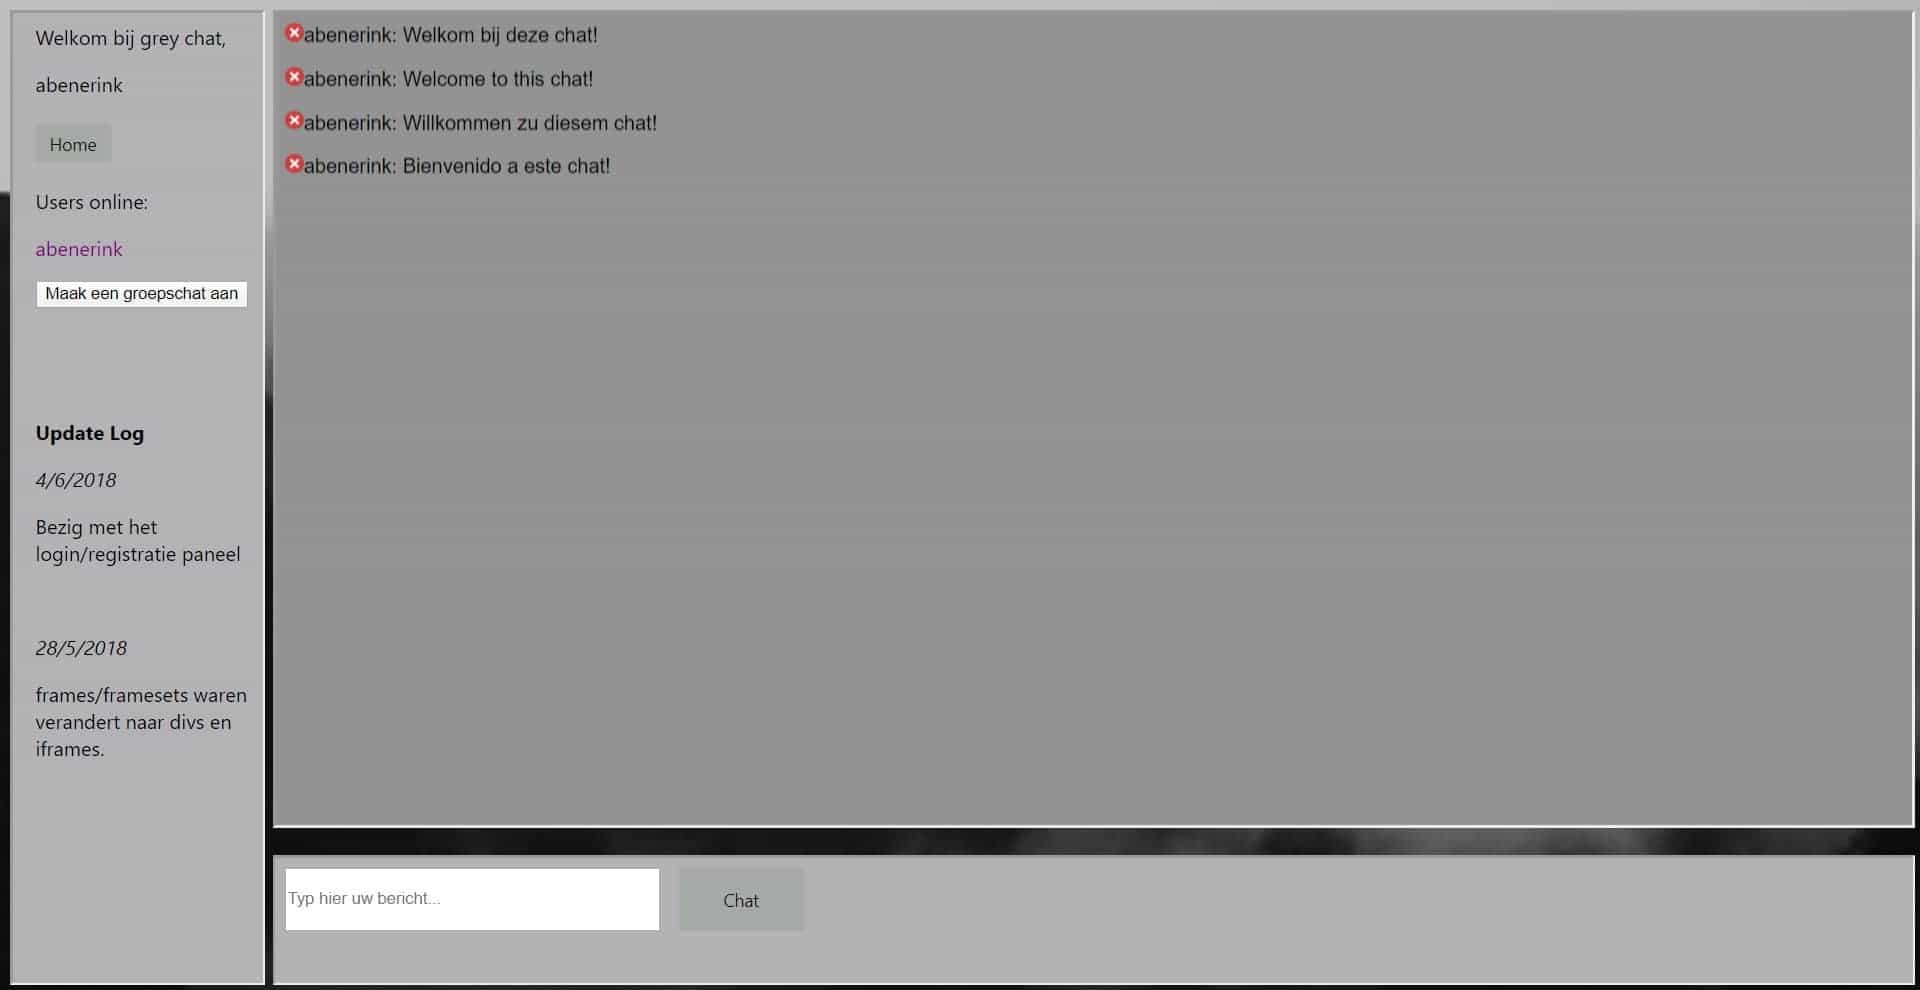 Welkom bij grey chat,
abenerink
Home
Users online:
abenerink
Maak een groepschat aan
Update Log
4/6/2018
Bezig met het
login/registratie paneel
28/5/2018
frames/framesets waren
verandert naar divs en
iframes.
abenerink: Welkom bij deze chat!
abenerink: Welcome to this chat!
abenerink: Willkommen zu diesem chat!
abenerink: Bienvenido a este chat!
Typ hier uw bericht...
Chat